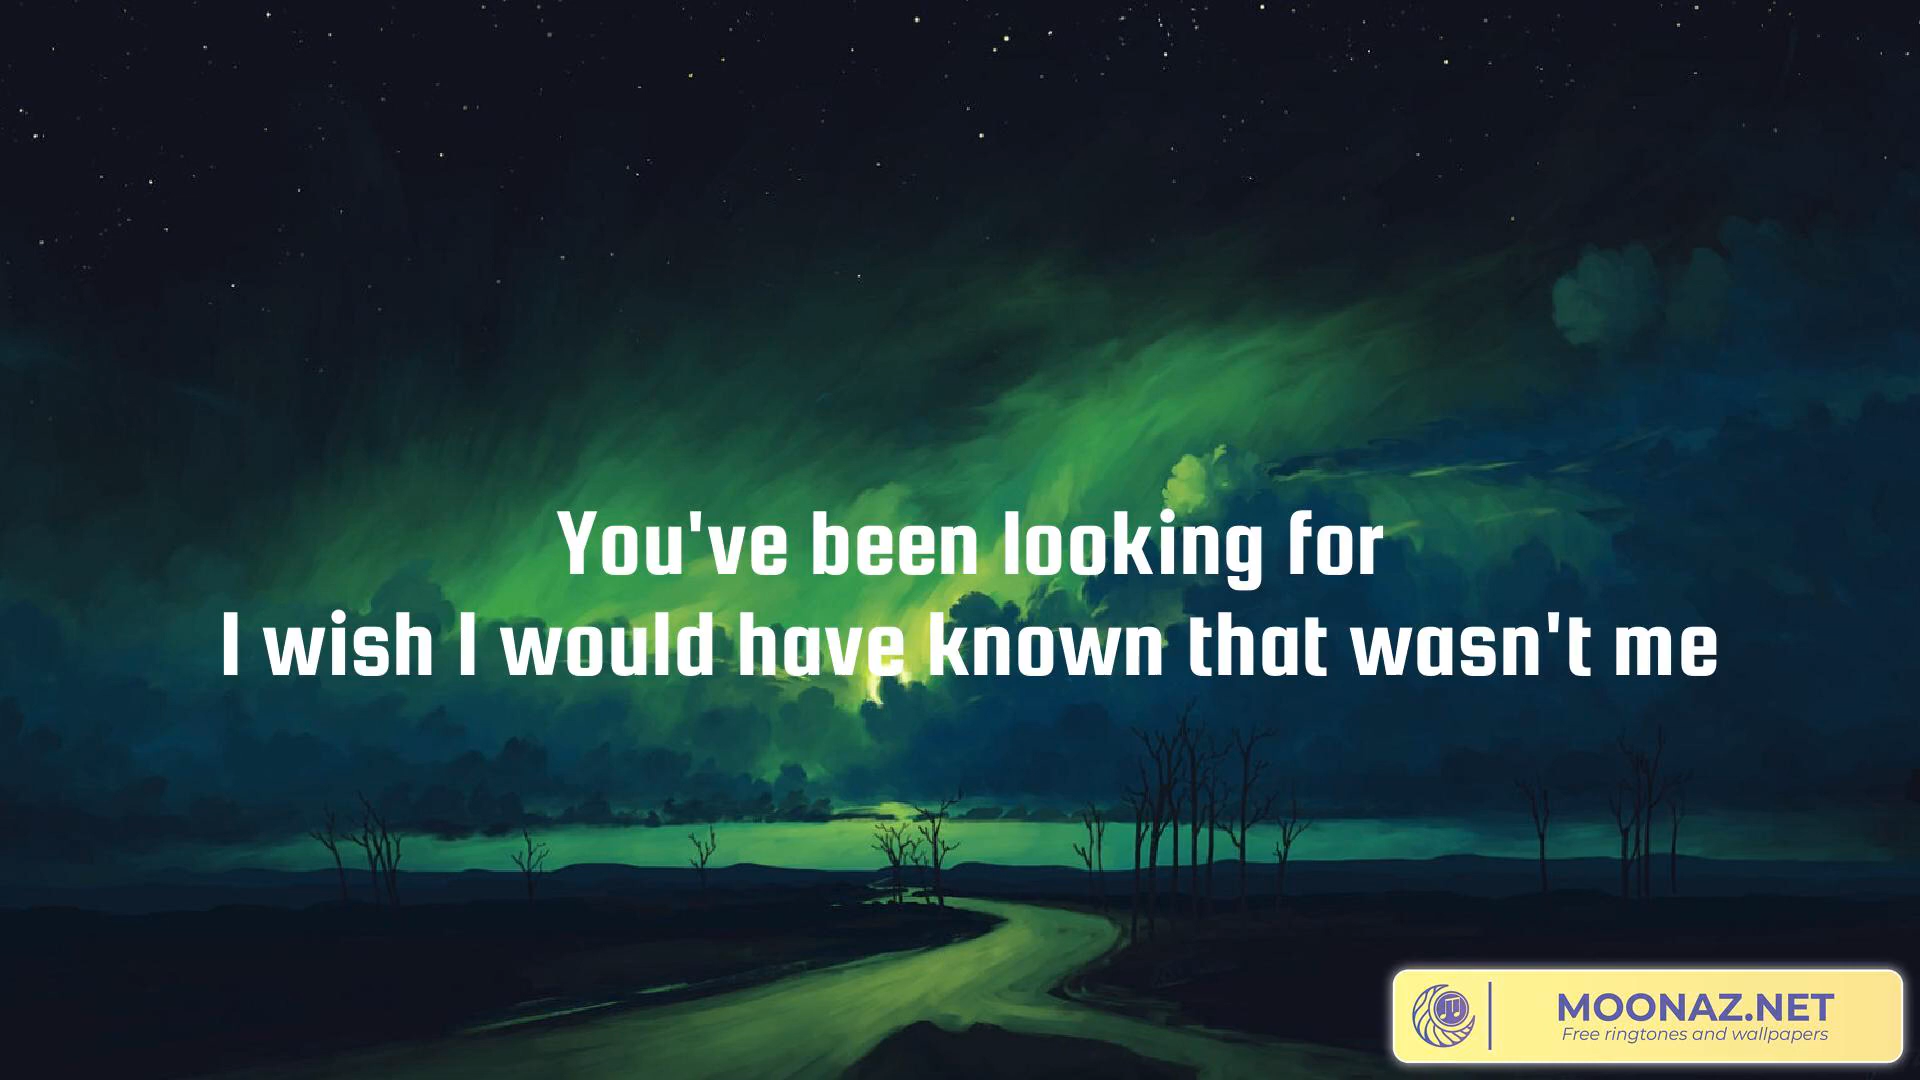 You've been looking for
I wish I would have known that wasn't me
MOONAZ.NET
Free ringtones and wallpapers